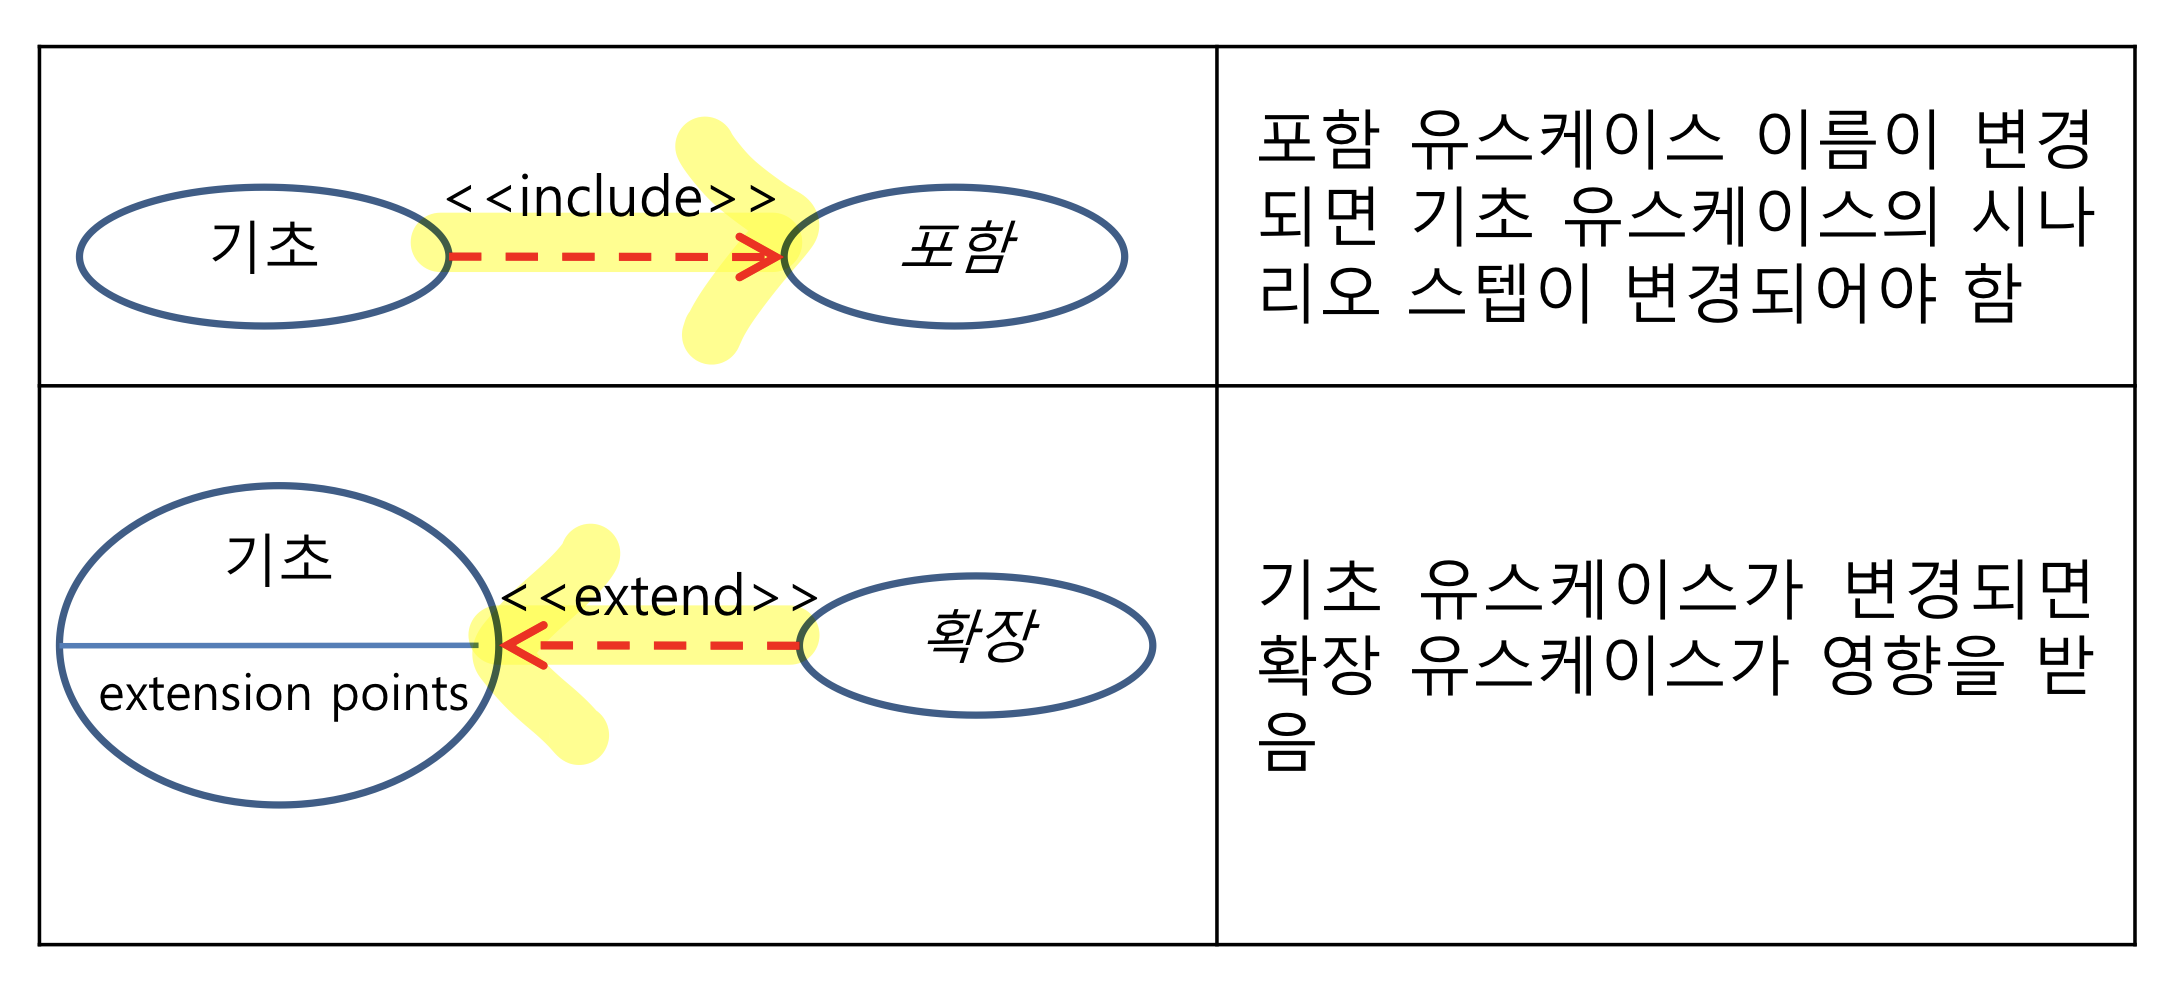 <<include>>
기초
포함
포함 유스케이스 이름이 변경
되면 기초 유스케이스의 시나
리오 스텝이 변경되어야 함
기초
<<extend>>
확장
extension points
기초 유스케이스가 변경되면
확장 유스케이스가 영향을 받
음